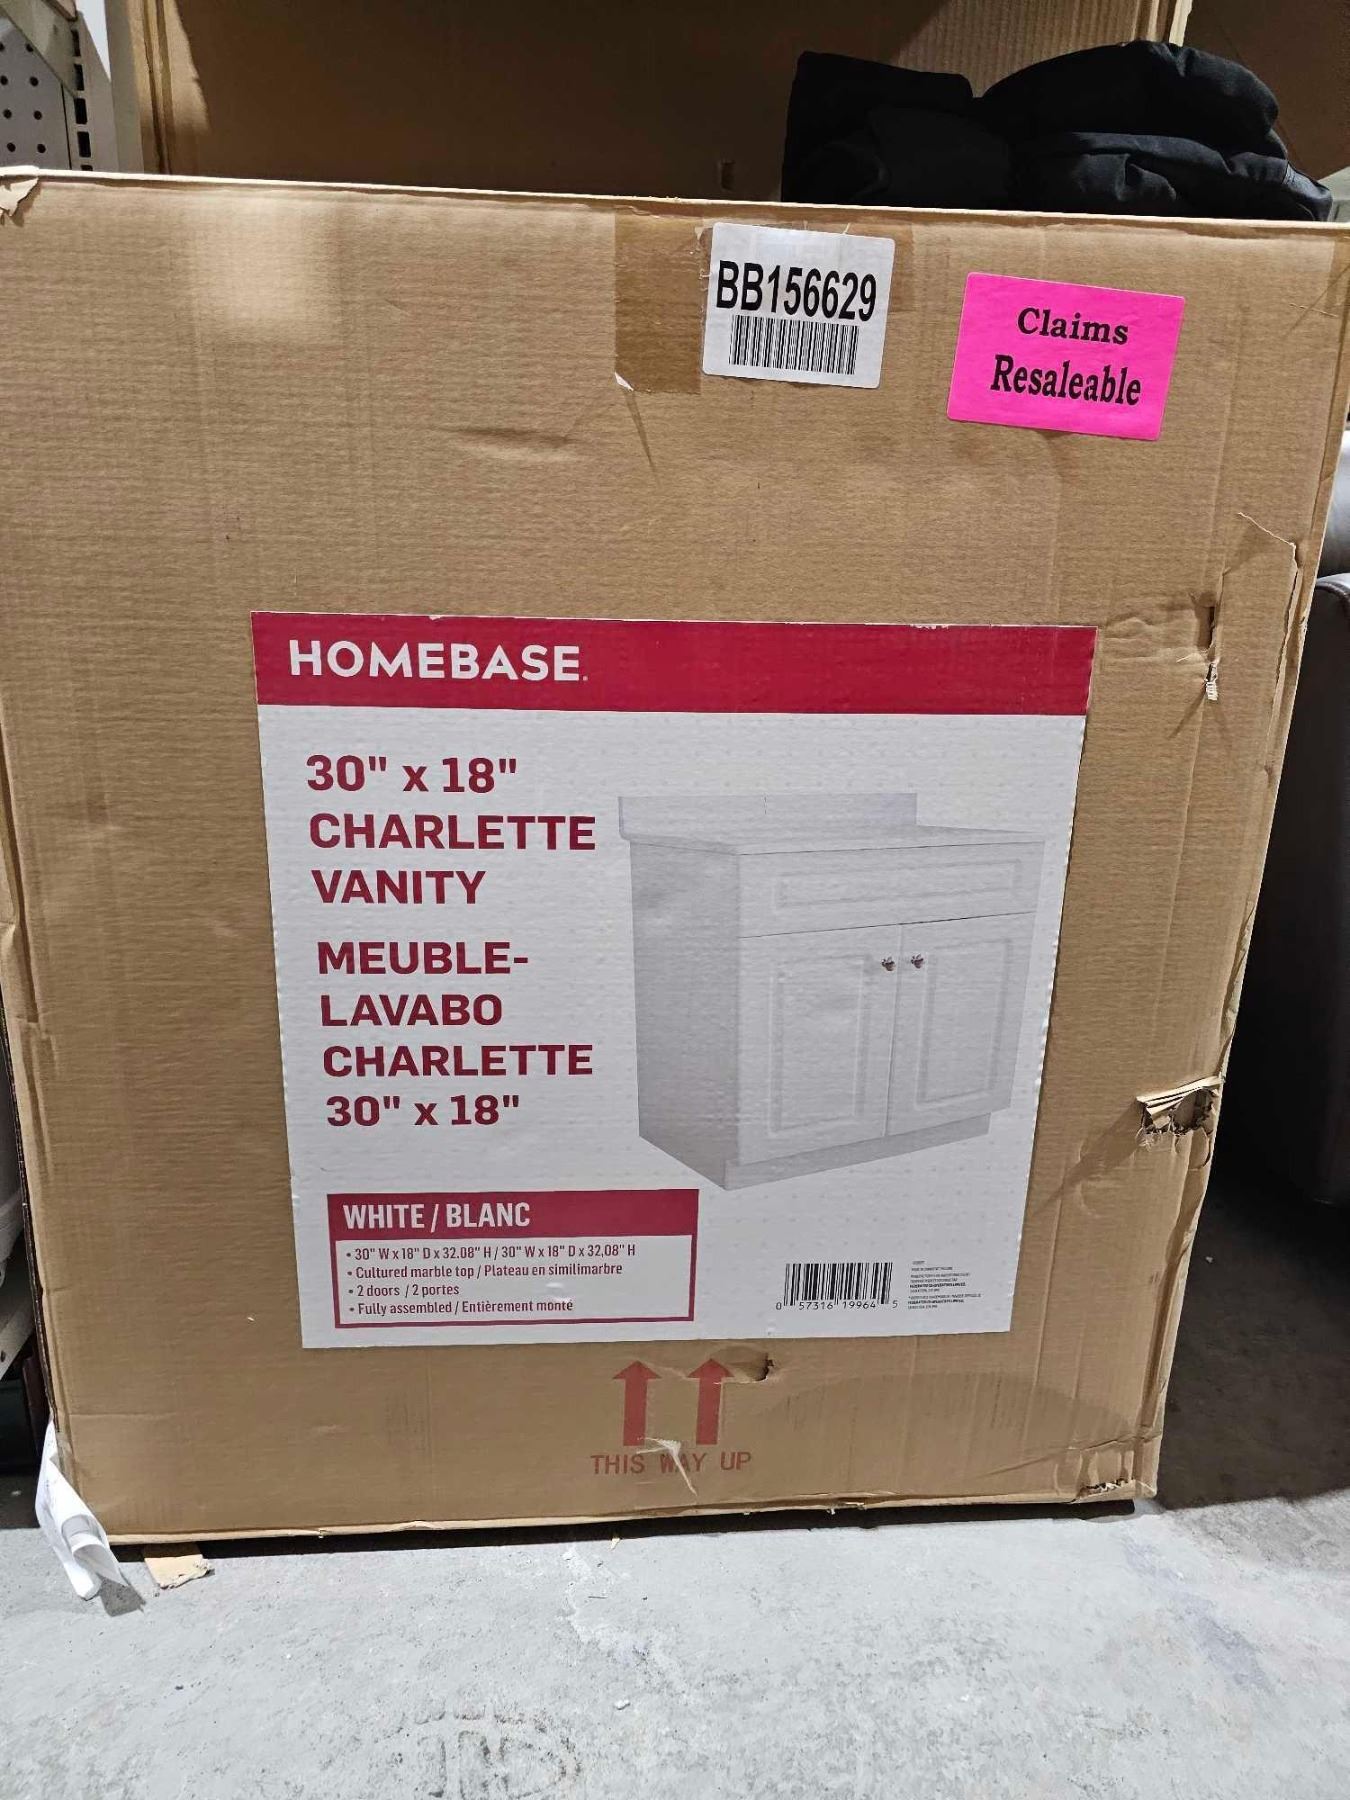 BB156629
Claims
Resaleable
HOMEBASE.
30" x 18"
CHARLETTE
VANITY
MEUBLE-
LAVABO
CHARLETTE
30" x 18"
WHITE / BLANC
• 30" W x 18" D x 32.08" H / 30" W x 18" D x 32,08" H
• Cultured marble top / Plateau en similimarbre
• 2 doors / 2 portes
• Fully assembled / Entièrement monté
0 57316 19964 5
THIS WAY UP